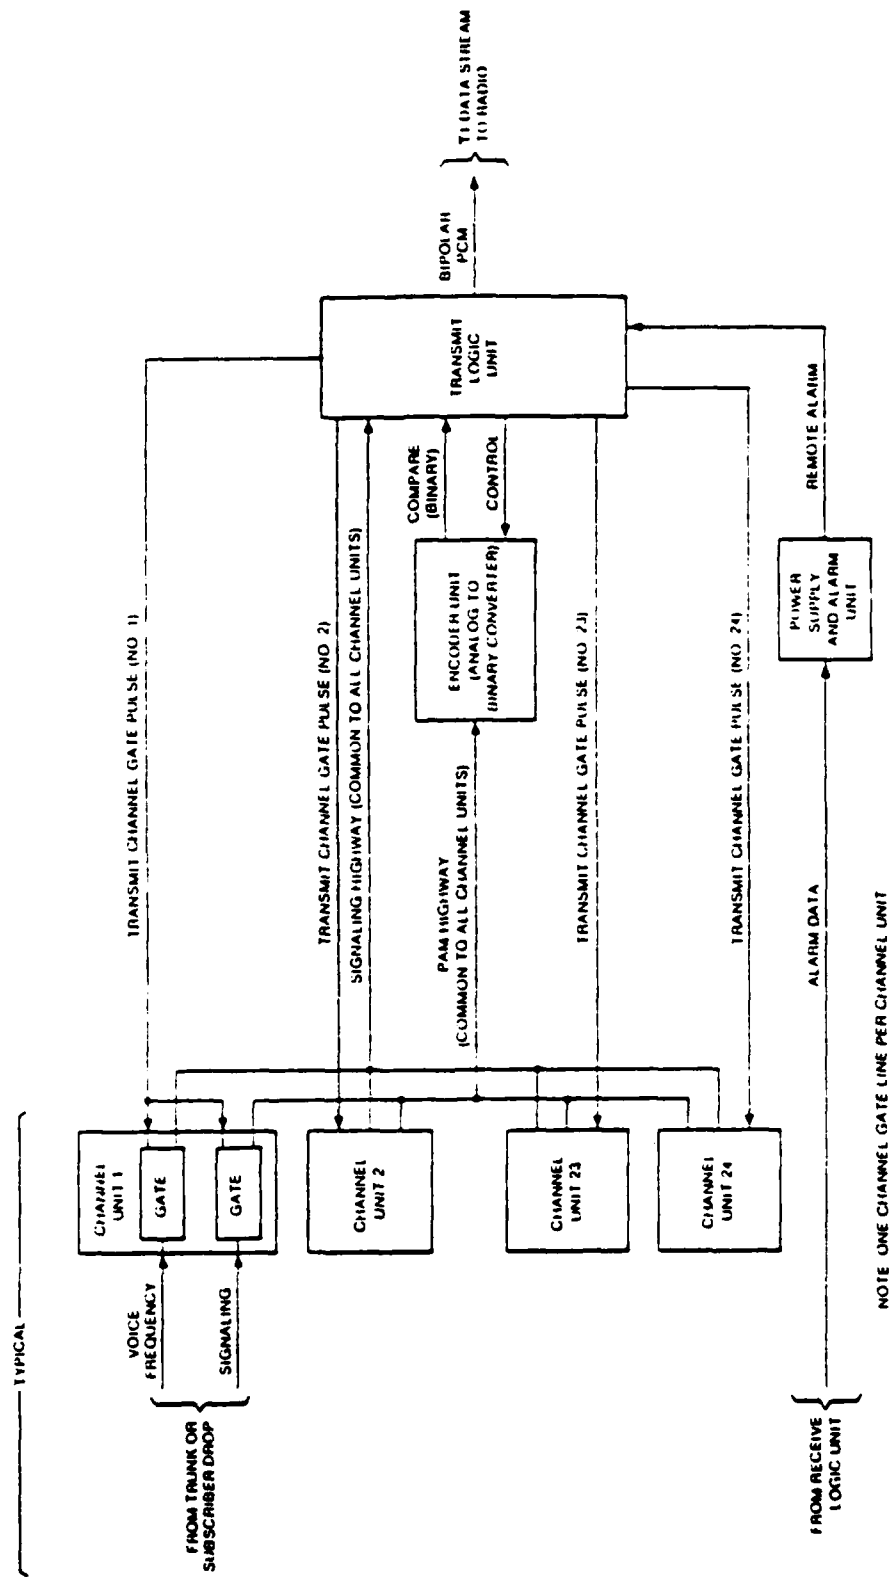 TYPICAL
FROM TRUNK OR
SUBSCRIBER DROP
VOICE
FREQUENCY
SIGNALING
CHANNEL
UNIT 1
GATE
GATE
CHANNEL
UNIT 2
CHANNEL
UNIT 23
CHANNEL
UNIT 24
TRANSMIT CHANNEL GATE PULSE (NO 1)
TRANSMIT CHANNEL GATE PULSE (NO 2)
SIGNALING HIGHWAY (COMMON TO ALL CHANNEL UNITS)
PAM HIGHWAY
(COMMON TO ALL CHANNEL UNITS)
TRANSMIT CHANNEL GATE PULSE (NO 23)
TRANSMIT CHANNEL GATE PULSE (NO 24)
ENCODER UNIT
(ANALOG TO
BINARY CONVERTER)
COMPARE
(BINARY)
CONTROL
TRANSMIT
LOGIC
UNIT
BIPOLAR
PCM
T1 DATA STREAM
TO RADIO
FROM RECEIVE
LOGIC UNIT
ALARM DATA
POWER
SUPPLY
AND ALARM
UNIT
REMOTE ALARM
NOTE ONE CHANNEL GATE LINE PER CHANNEL UNIT